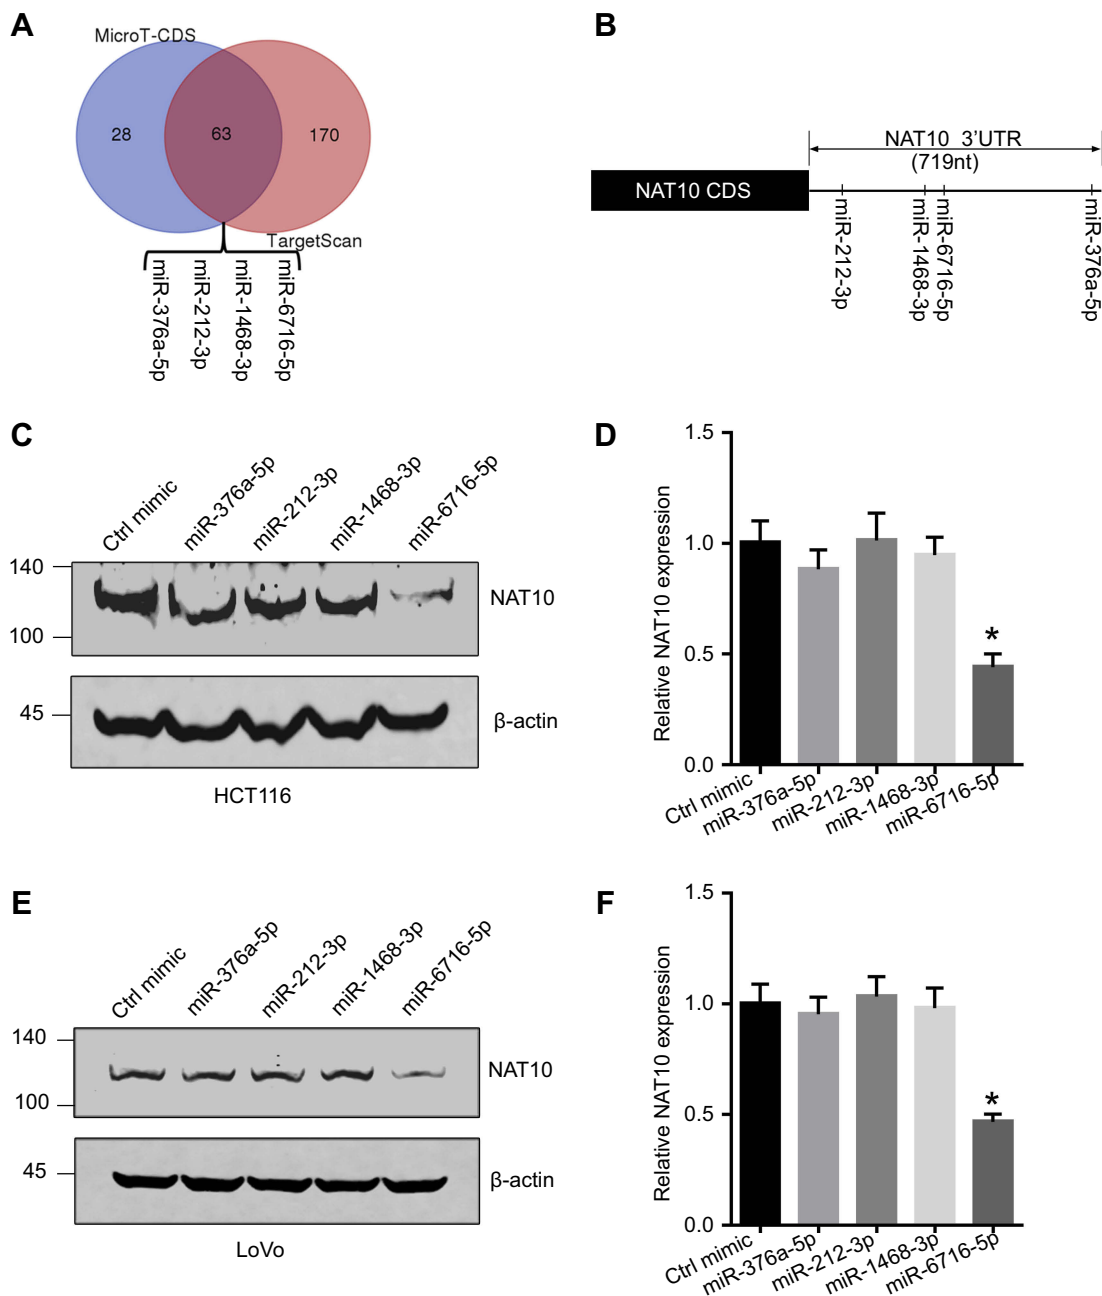 A
MicroT-CDS
28
63
170
TargetScan
miR-376a-5p
miR-212-3p
miR-1468-3p
miR-6716-5p
B
NAT10 3'UTR
(719nt)
NAT10 CDS
miR-212-3p
miR-1468-3p
miR-6716-5p
miR-376a-5p
C
Ctrl mimic
miR-376a-5p
miR-212-3p
miR-1468-3p
miR-6716-5p
140
100
NAT10
45
β-actin
HCT116
D
Relative NAT10 expression
1.5
1.0
0.5
0.0
*
Ctrl mimic
miR-376a-5p
miR-212-3p
miR-1468-3p
miR-6716-5p
E
Ctrl mimic
miR-376a-5p
miR-212-3p
miR-1468-3p
miR-6716-5p
140
100
NAT10
45
β-actin
LoVo
F
Relative NAT10 expression
1.5
1.0
0.5
0.0
*
Ctrl mimic
miR-376a-5p
miR-212-3p
miR-1468-3p
miR-6716-5p